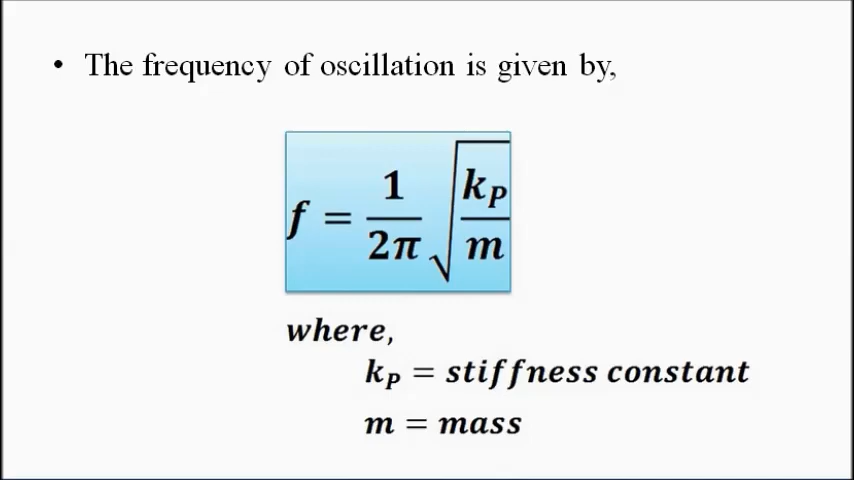 • The frequency of oscillation is given by,
f = 1/2π √(k_P/m)
where,
k_P = stiffness constant
m = mass